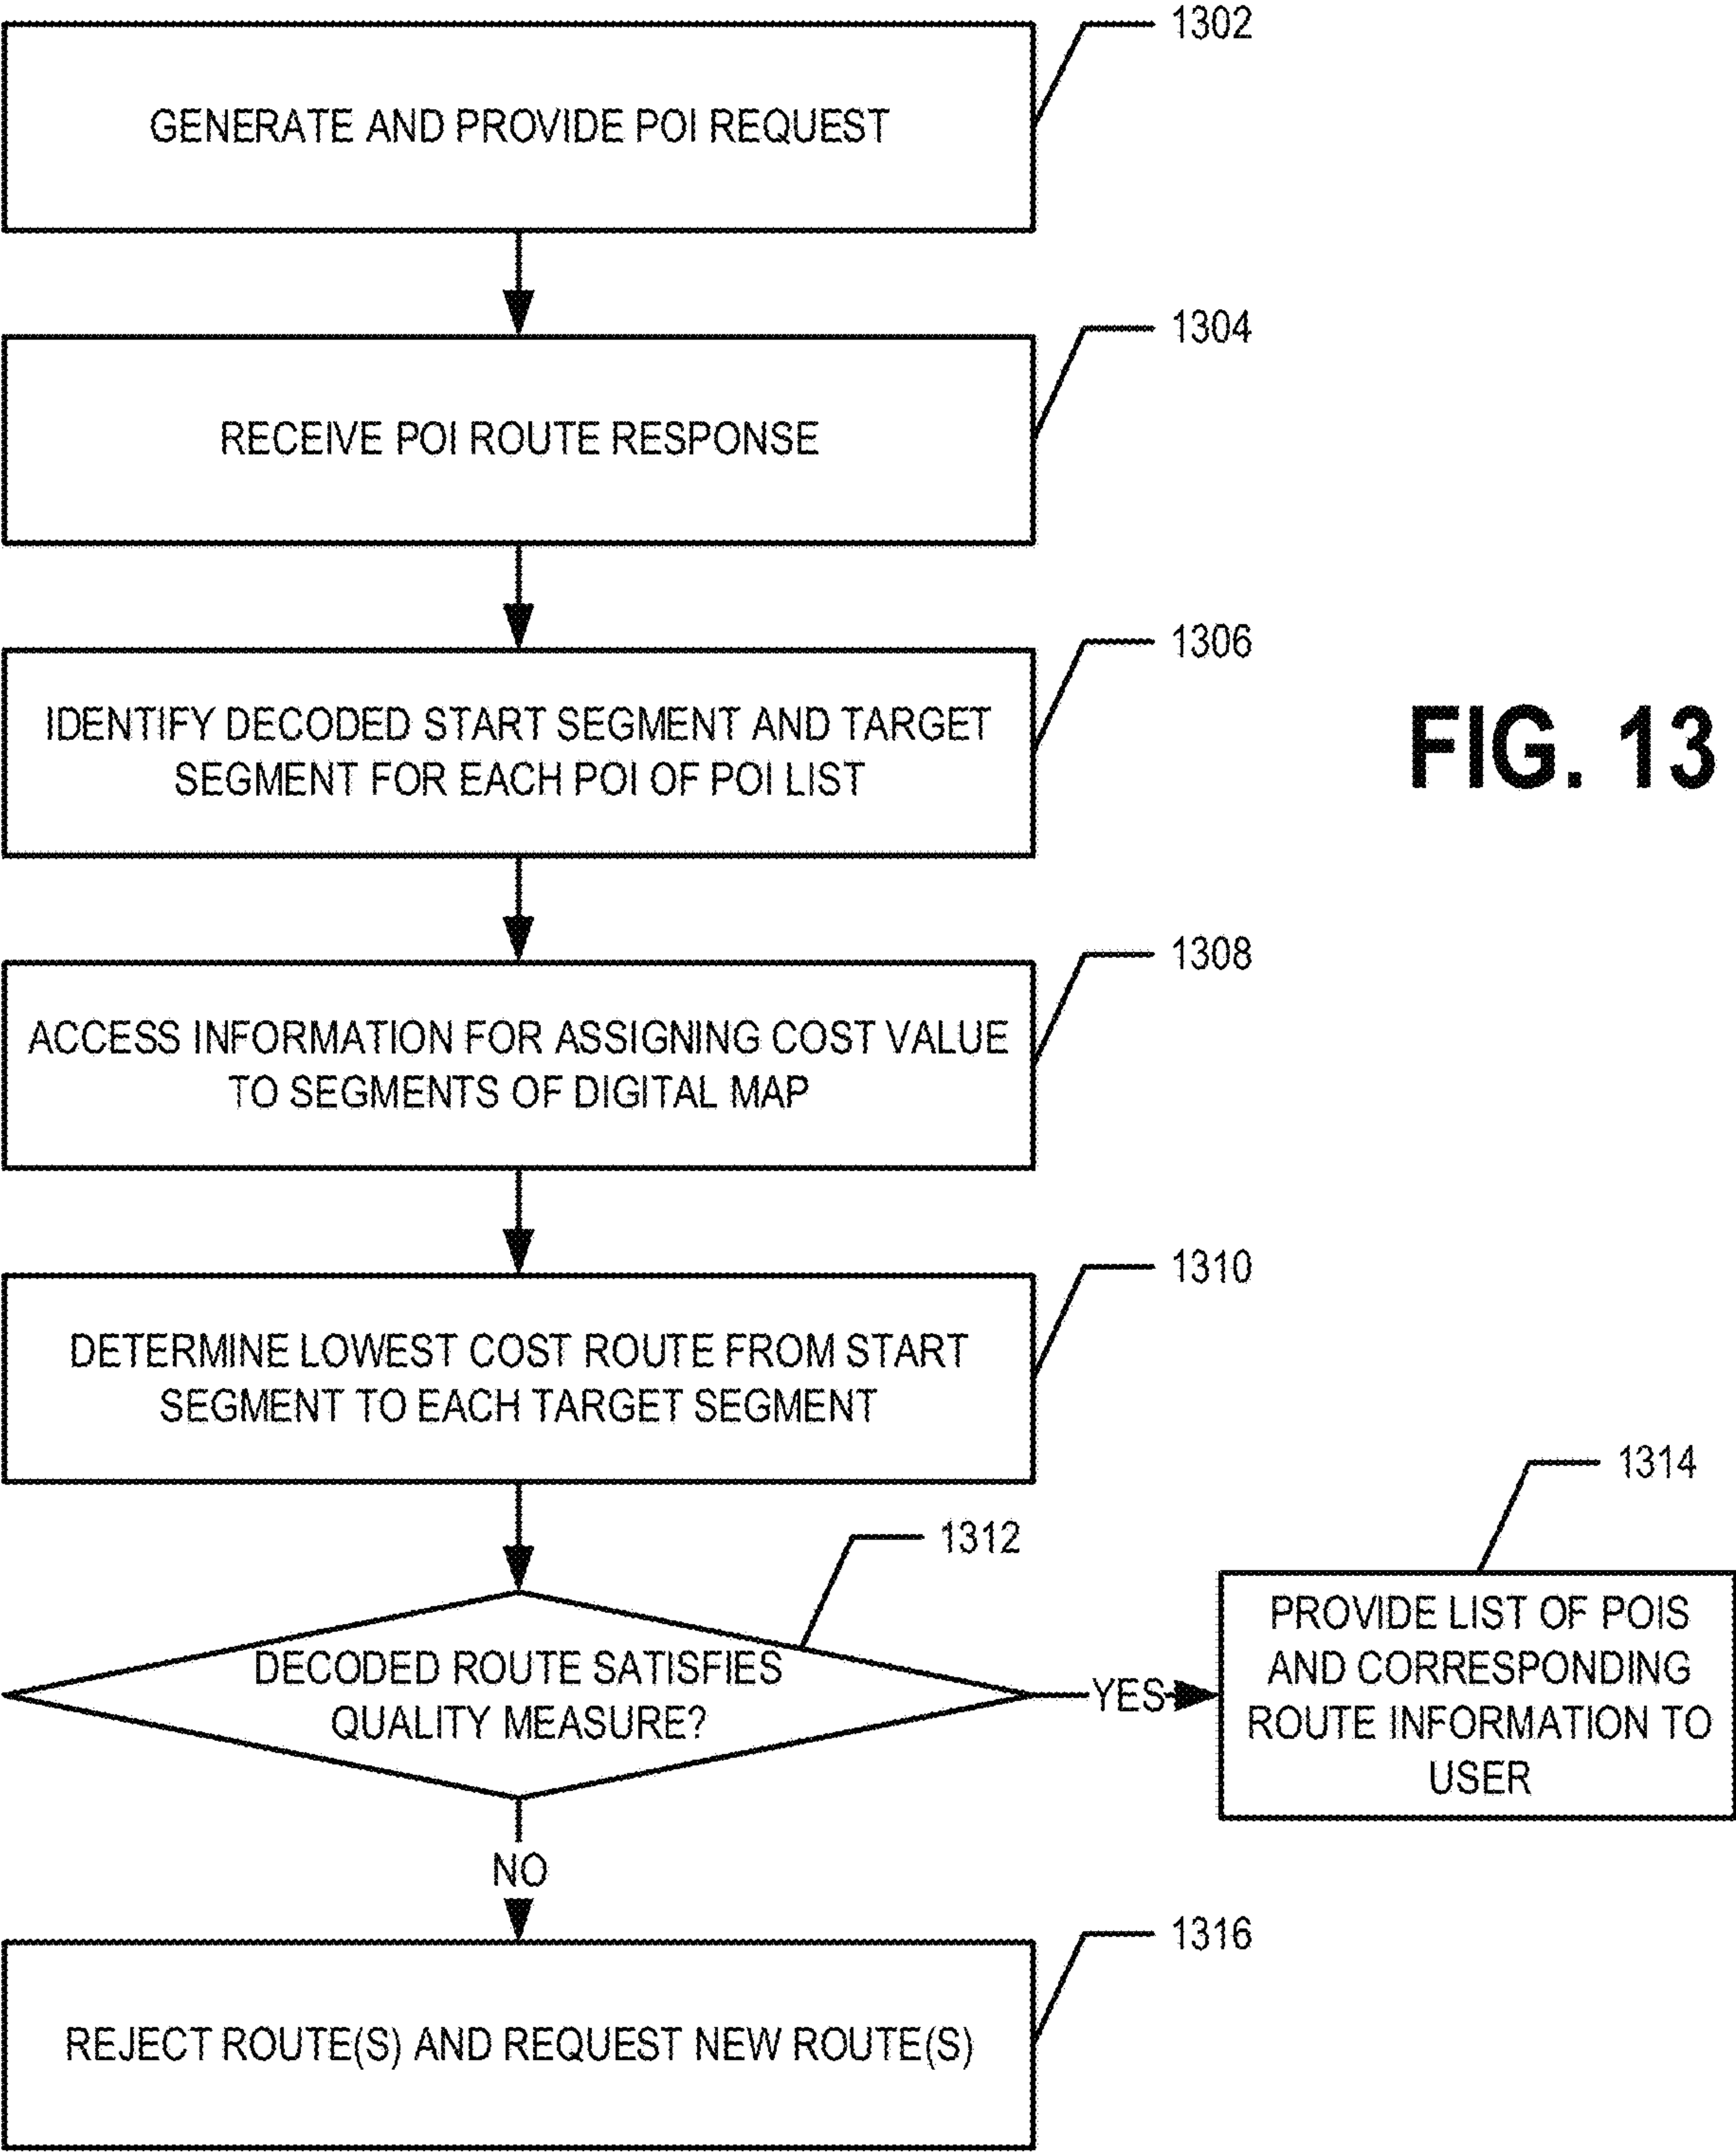 1302
GENERATE AND PROVIDE POI REQUEST
1304
RECEIVE POI ROUTE RESPONSE
1306
IDENTIFY DECODED START SEGMENT AND TARGET
SEGMENT FOR EACH POI OF POI LIST
FIG. 13
1308
ACCESS INFORMATION FOR ASSIGNING COST VALUE
TO SEGMENTS OF DIGITAL MAP
1310
DETERMINE LOWEST COST ROUTE FROM START
SEGMENT TO EACH TARGET SEGMENT
1312
DECODED ROUTE SATISFIES
QUALITY MEASURE?
YES
1314
PROVIDE LIST OF POIS
AND CORRESPONDING
ROUTE INFORMATION TO
USER
NO
1316
REJECT ROUTE(S) AND REQUEST NEW ROUTE(S)